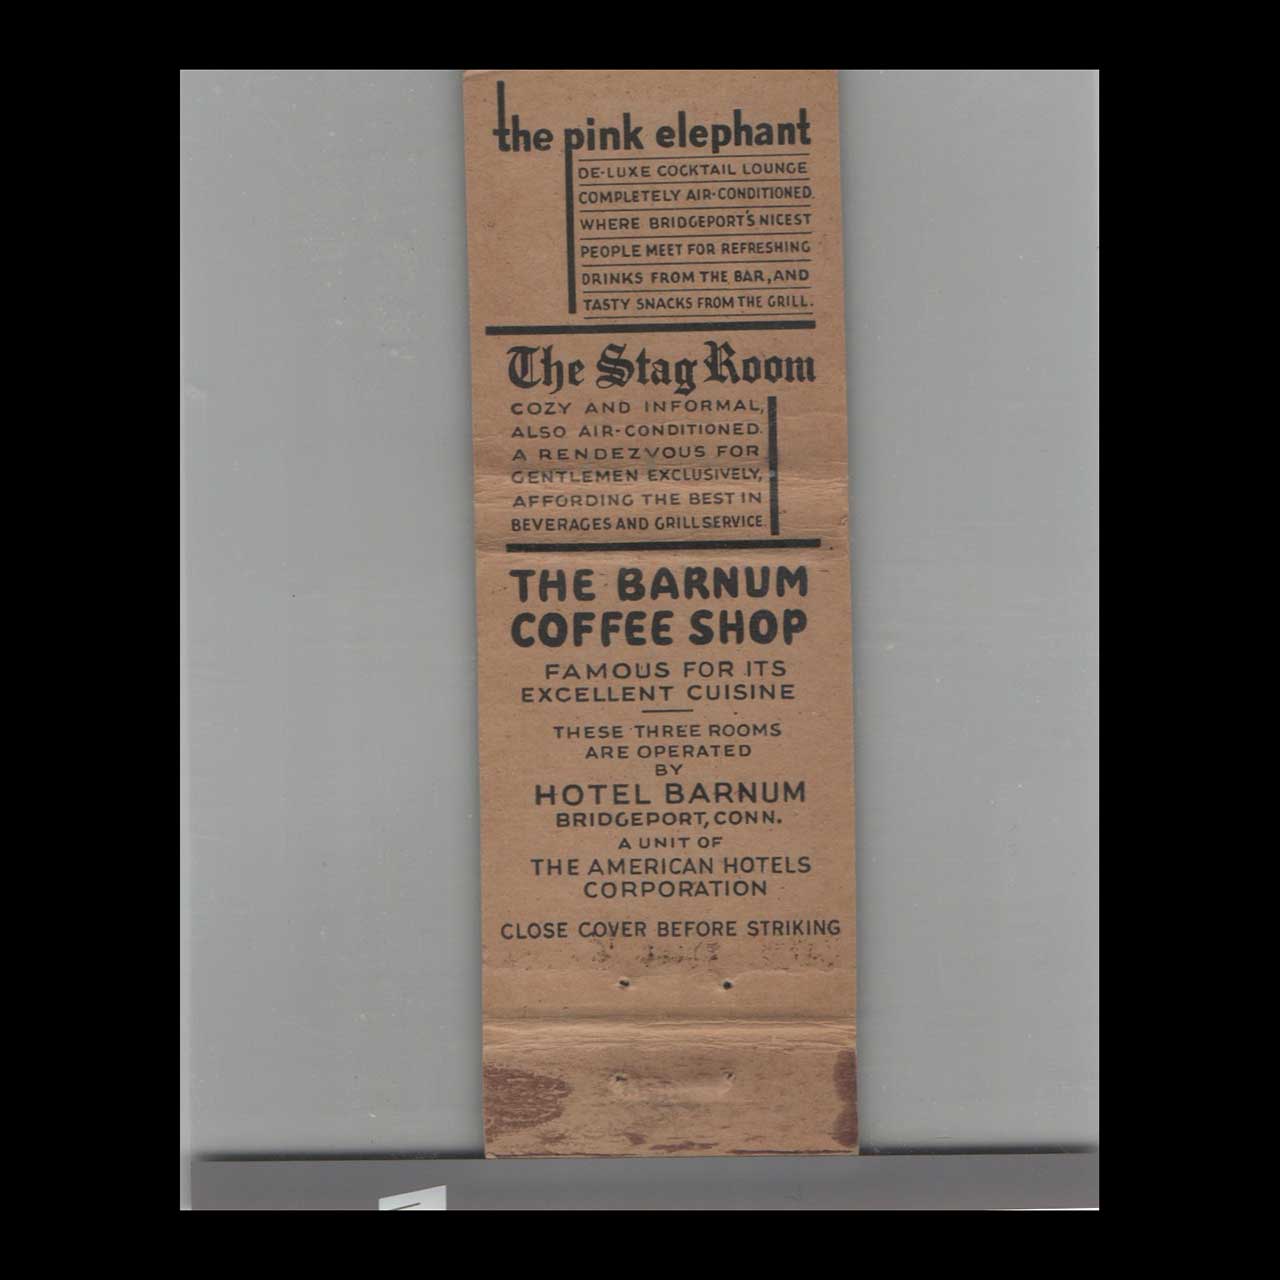 the pink elephant
DE-LUXE COCKTAIL LOUNGE
COMPLETELY AIR-CONDITIONED.
WHERE BRIDGEPORT'S NICEST
PEOPLE MEET FOR REFRESHING
DRINKS FROM THE BAR, AND
TASTY SNACKS FROM THE GRILL.
The Stag Room
COZY AND INFORMAL,
ALSO AIR-CONDITIONED.
A RENDEZVOUS FOR
GENTLEMEN EXCLUSIVELY,
AFFORDING THE BEST IN
BEVERAGES AND GRILL SERVICE.
THE BARNUM
COFFEE SHOP
FAMOUS FOR ITS
EXCELLENT CUISINE
THESE THREE ROOMS
ARE OPERATED
BY
HOTEL BARNUM
BRIDGEPORT, CONN.
A UNIT OF
THE AMERICAN HOTELS
CORPORATION
CLOSE COVER BEFORE STRIKING